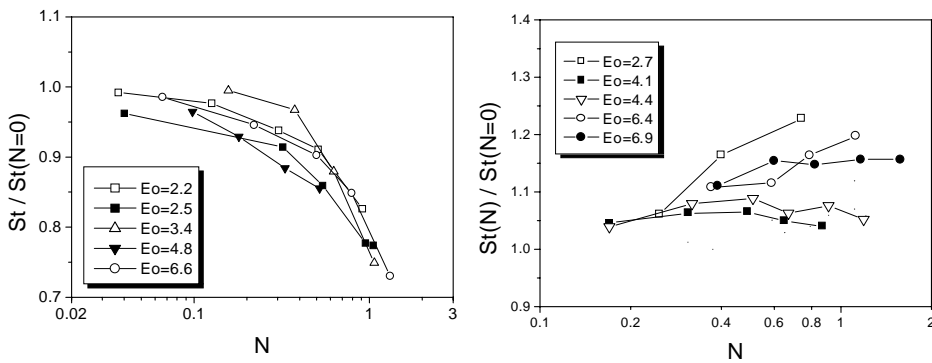 St / St(N=0)
1.1
1.0
0.9
0.8
0.7
Eo=2.2
Eo=2.5
Eo=3.4
Eo=4.8
Eo=6.6
0.02
0.1
1
3
N
St(N) / St(N=0)
1.4
1.3
1.2
1.1
1.0
0.9
Eo=2.7
Eo=4.1
Eo=4.4
Eo=6.4
Eo=6.9
0.1
0.2
0.4
0.6
0.8
1
2
N